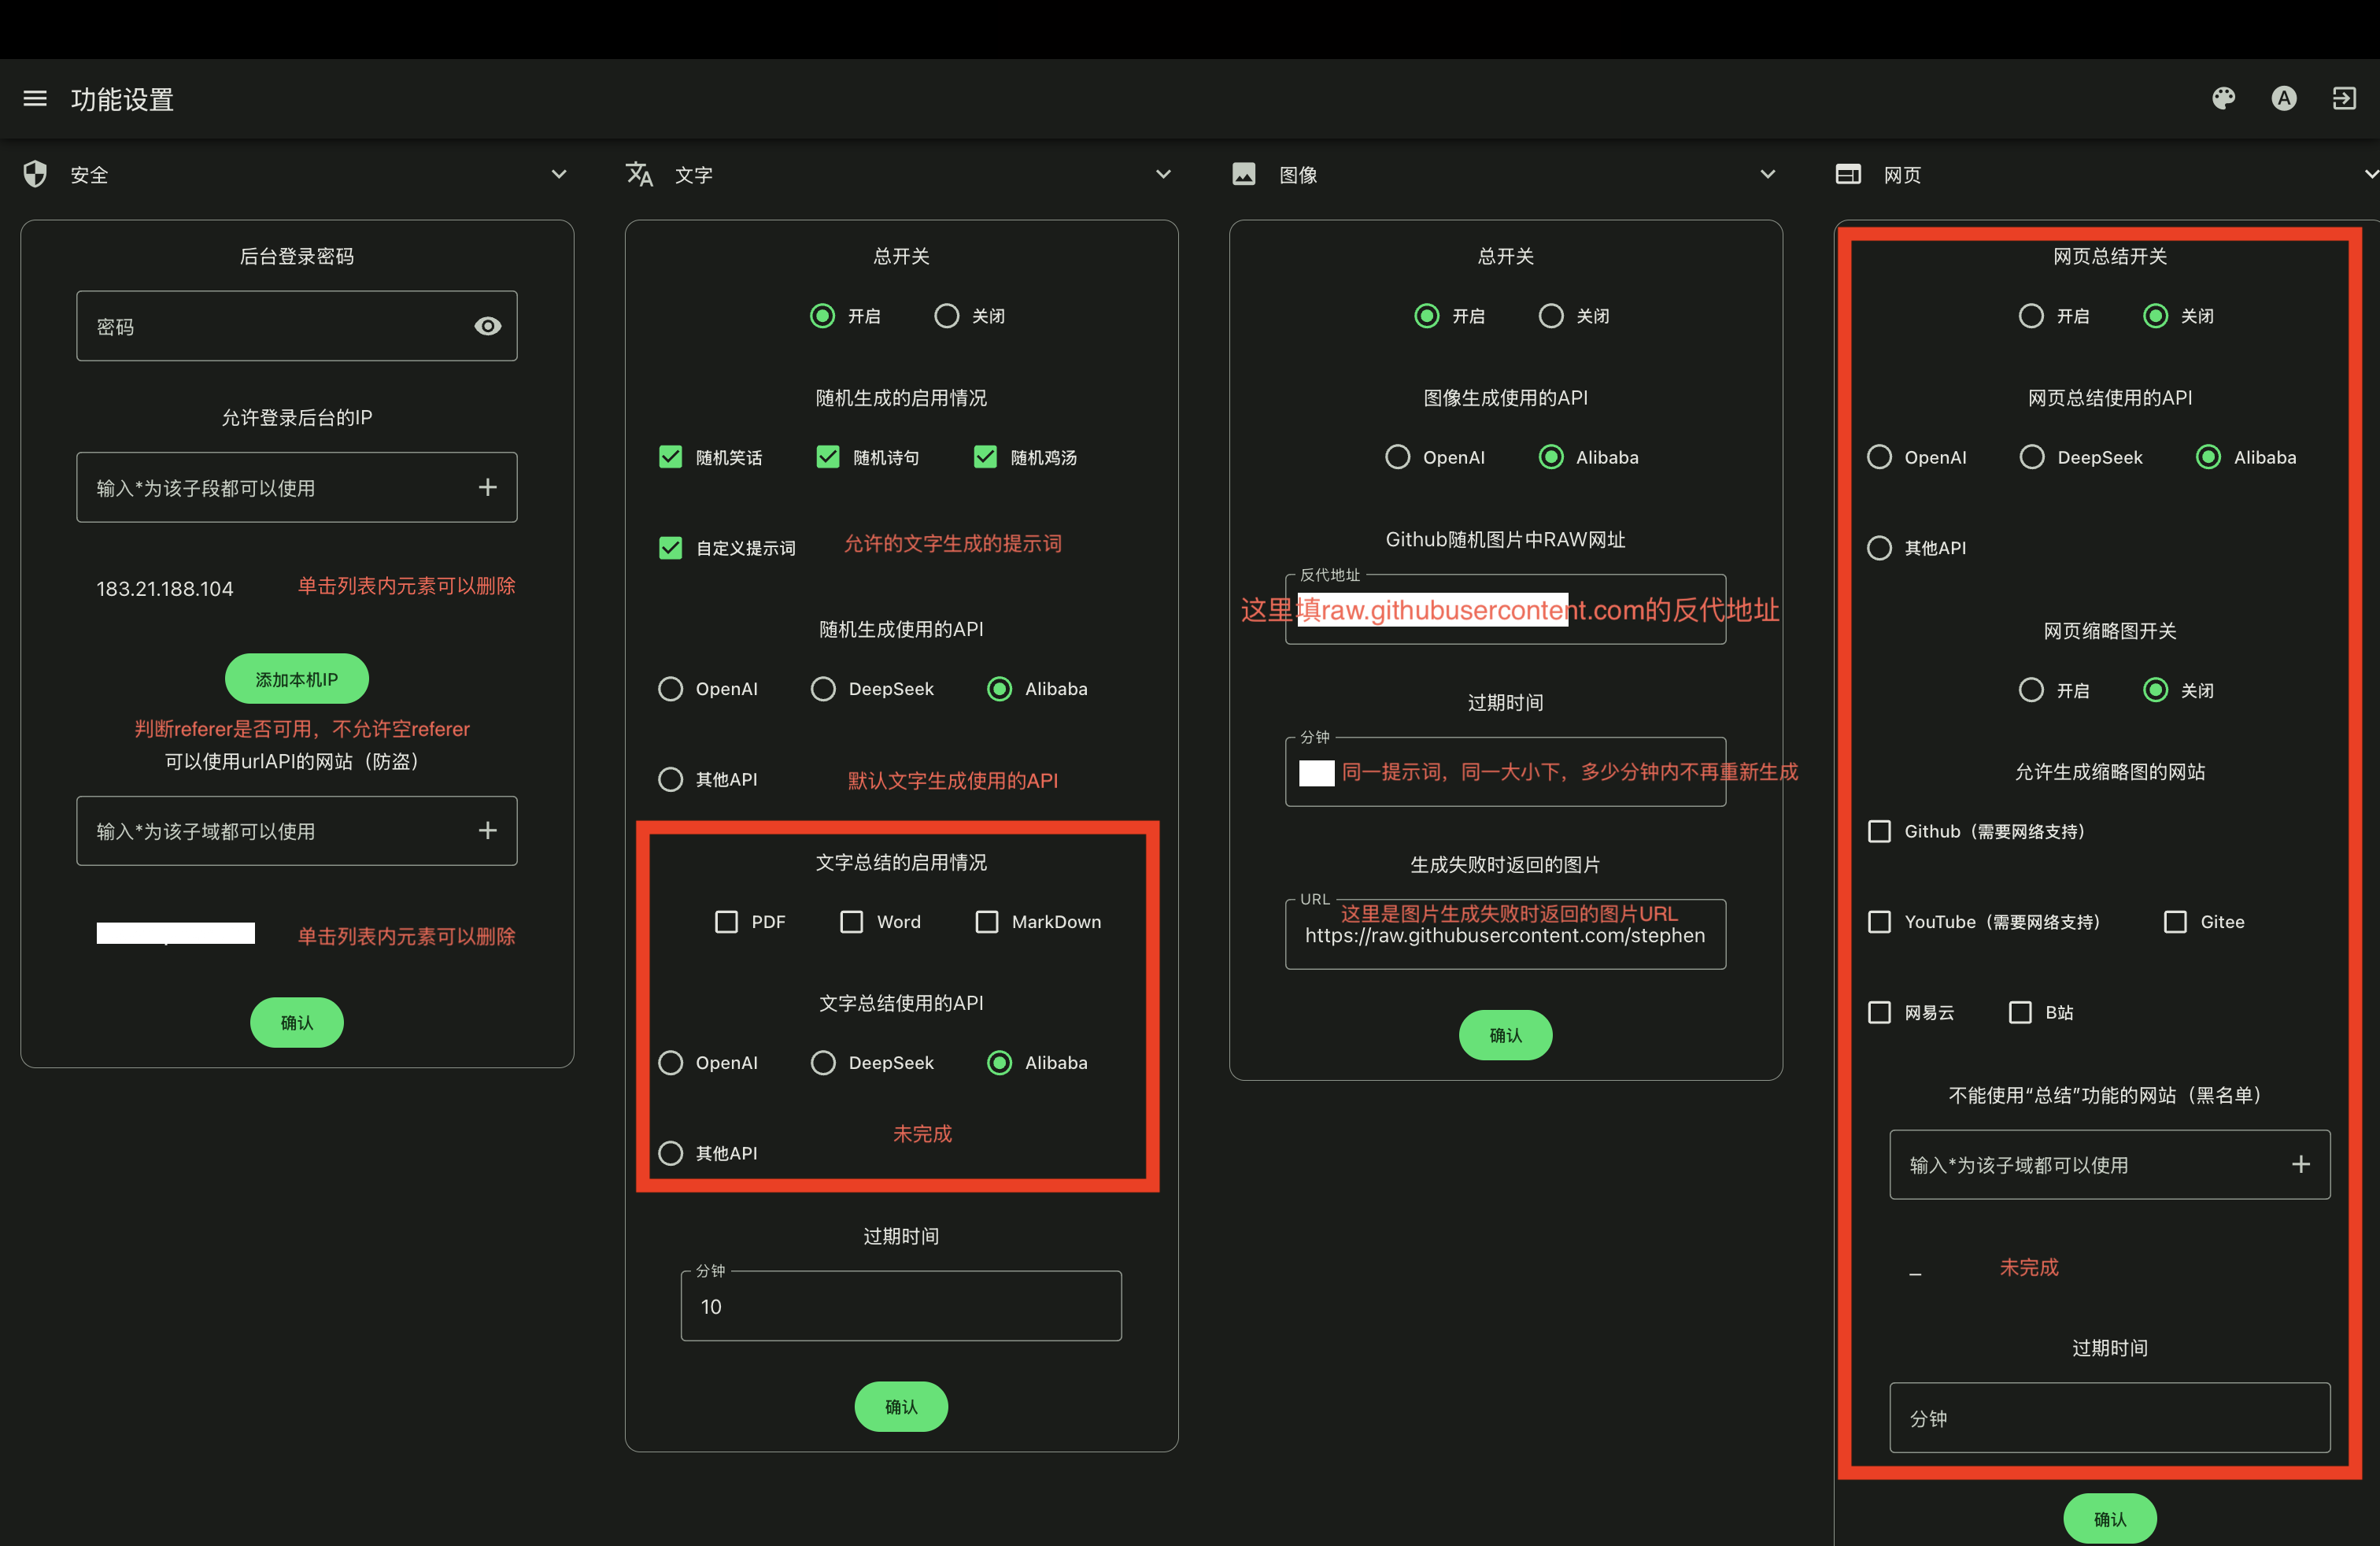 功能设置
A
安全
后台登录密码
密码
允许登录后台的IP
输入*为该子段都可以使用
183.21.188.104
单击列表内元素可以删除
添加本机IP
判断referer是否可用，不允许空referer
可以使用urlAPI的网站（防盗）
输入*为该子域都可以使用
单击列表内元素可以删除
确认
文字
总开关
开启 关闭
随机生成的启用情况
随机笑话 随机诗句 随机鸡汤
自定义提示词 允许的文字生成的提示词
随机生成使用的API
OpenAI DeepSeek Alibaba
其他API 默认文字生成使用的API
文字总结的启用情况
PDF Word MarkDown
文字总结使用的API
OpenAI DeepSeek Alibaba
未完成
其他API
过期时间
分钟
10
确认
图像
总开关
开启 关闭
图像生成使用的API
OpenAI Alibaba
Github随机图片中RAW网址
反代地址
这里填raw.githubusercontent.com的反代地址
过期时间
分钟
同一提示词，同一大小下，多少分钟内不再重新生成
生成失败时返回的图片
URL
这里是图片生成失败时返回的图片URL
https://raw.githubusercontent.com/stephen
确认
网页
网页总结开关
开启 关闭
网页总结使用的API
OpenAI DeepSeek Alibaba
其他API
网页缩略图开关
开启 关闭
允许生成缩略图的网站
Github（需要网络支持）
YouTube（需要网络支持） Gitee
网易云 B站
不能使用“总结”功能的网站（黑名单）
输入*为该子域都可以使用
_ 未完成
过期时间
分钟
确认